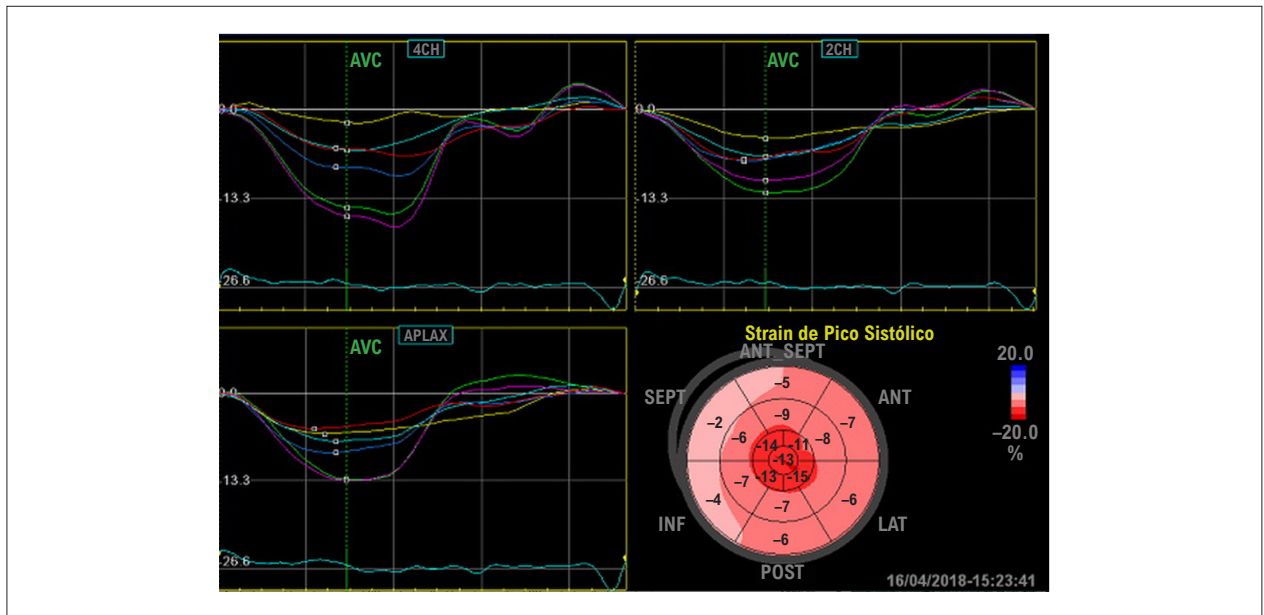 4CH
AVC
0.0
-13.3
-26.6
2CH
AVC
0.0
-13.3
-26.6
APLAX
AVC
0.0
-13.3
-26.6
Strain de Pico Sistólico
ANT_SEPT
SEPT
ANT
INF
LAT
POST
–5
–2
–7
–9
–6
–8
-14
-11
-13
-13
-15
–4
–7
–6
–7
–6
20.0
–20.0
%
16/04/2018-15:23:41